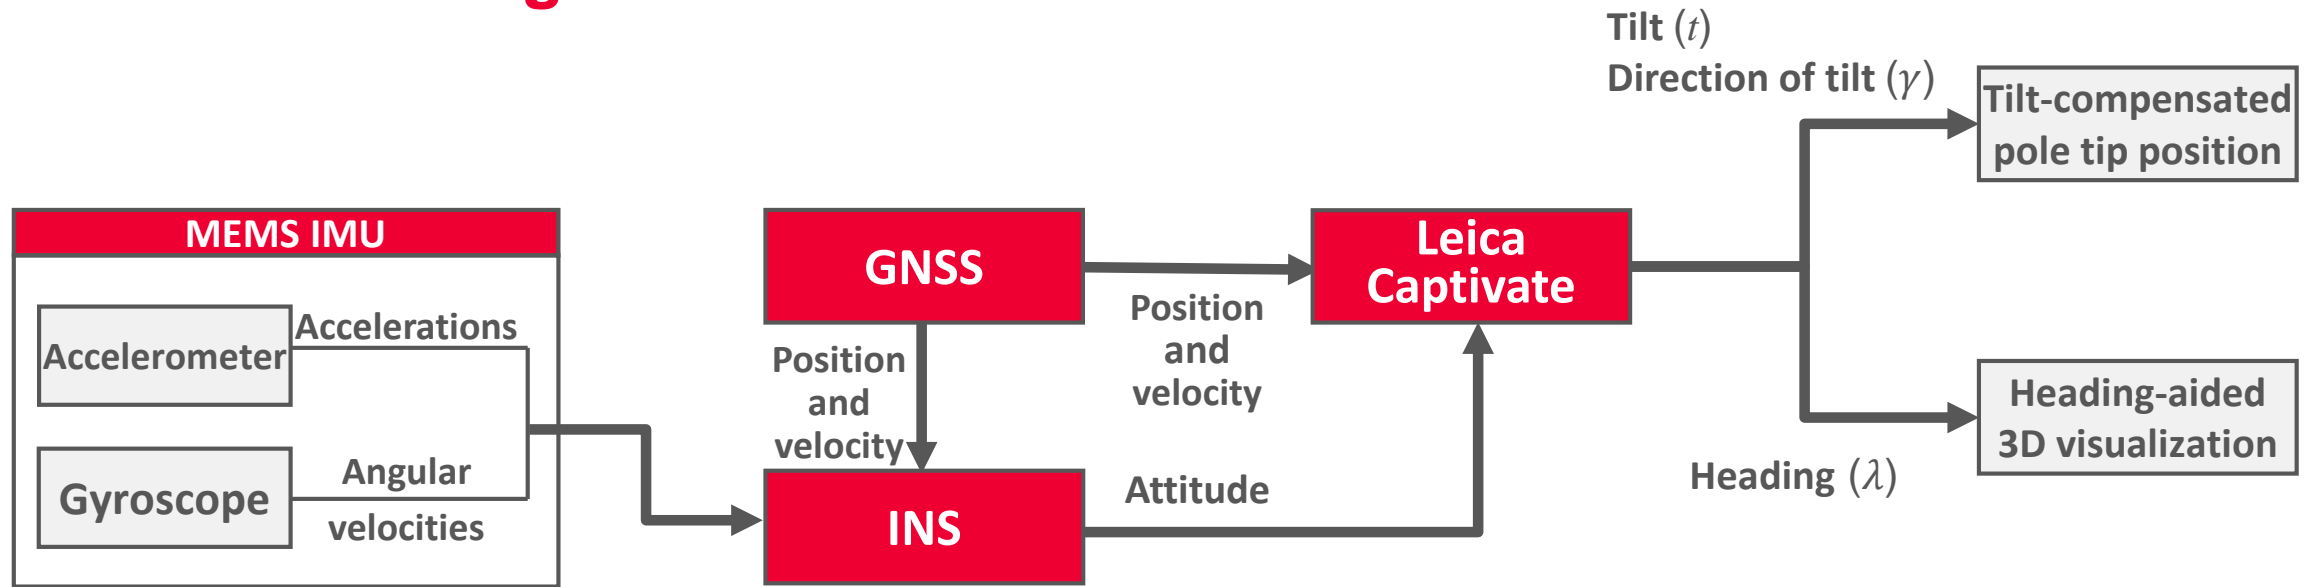 Tilt (t)
Direction of tilt (γ)
Tilt-compensated
pole tip position
MEMS IMU
Accelerometer
Accelerations
Gyroscope
Angular
velocities
GNSS
Position
and
velocity
INS
Position
and
velocity
Attitude
Leica
Captivate
Heading (λ)
Heading-aided
3D visualization